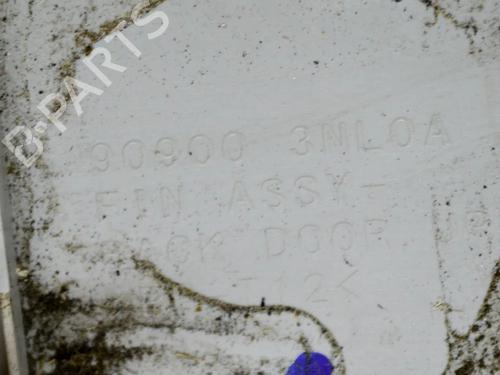 B-PARTS
90900 3NL0A
FIN ASSY-
BACK DOOR